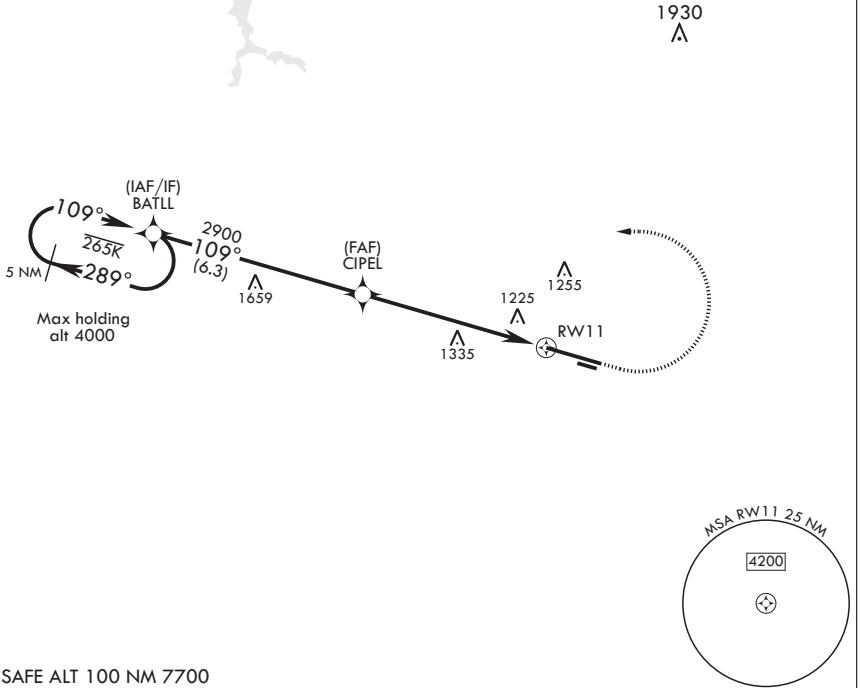 1930
(IAF/IF)
BATLL
109°
265K
289°
5 NM
Max holding
alt 4000
2900
109°
(6.3)
1659
(FAF)
CIPEL
1255
1225
1335
RW11
MSA RW11 25 NM
4200
SAFE ALT 100 NM 7700